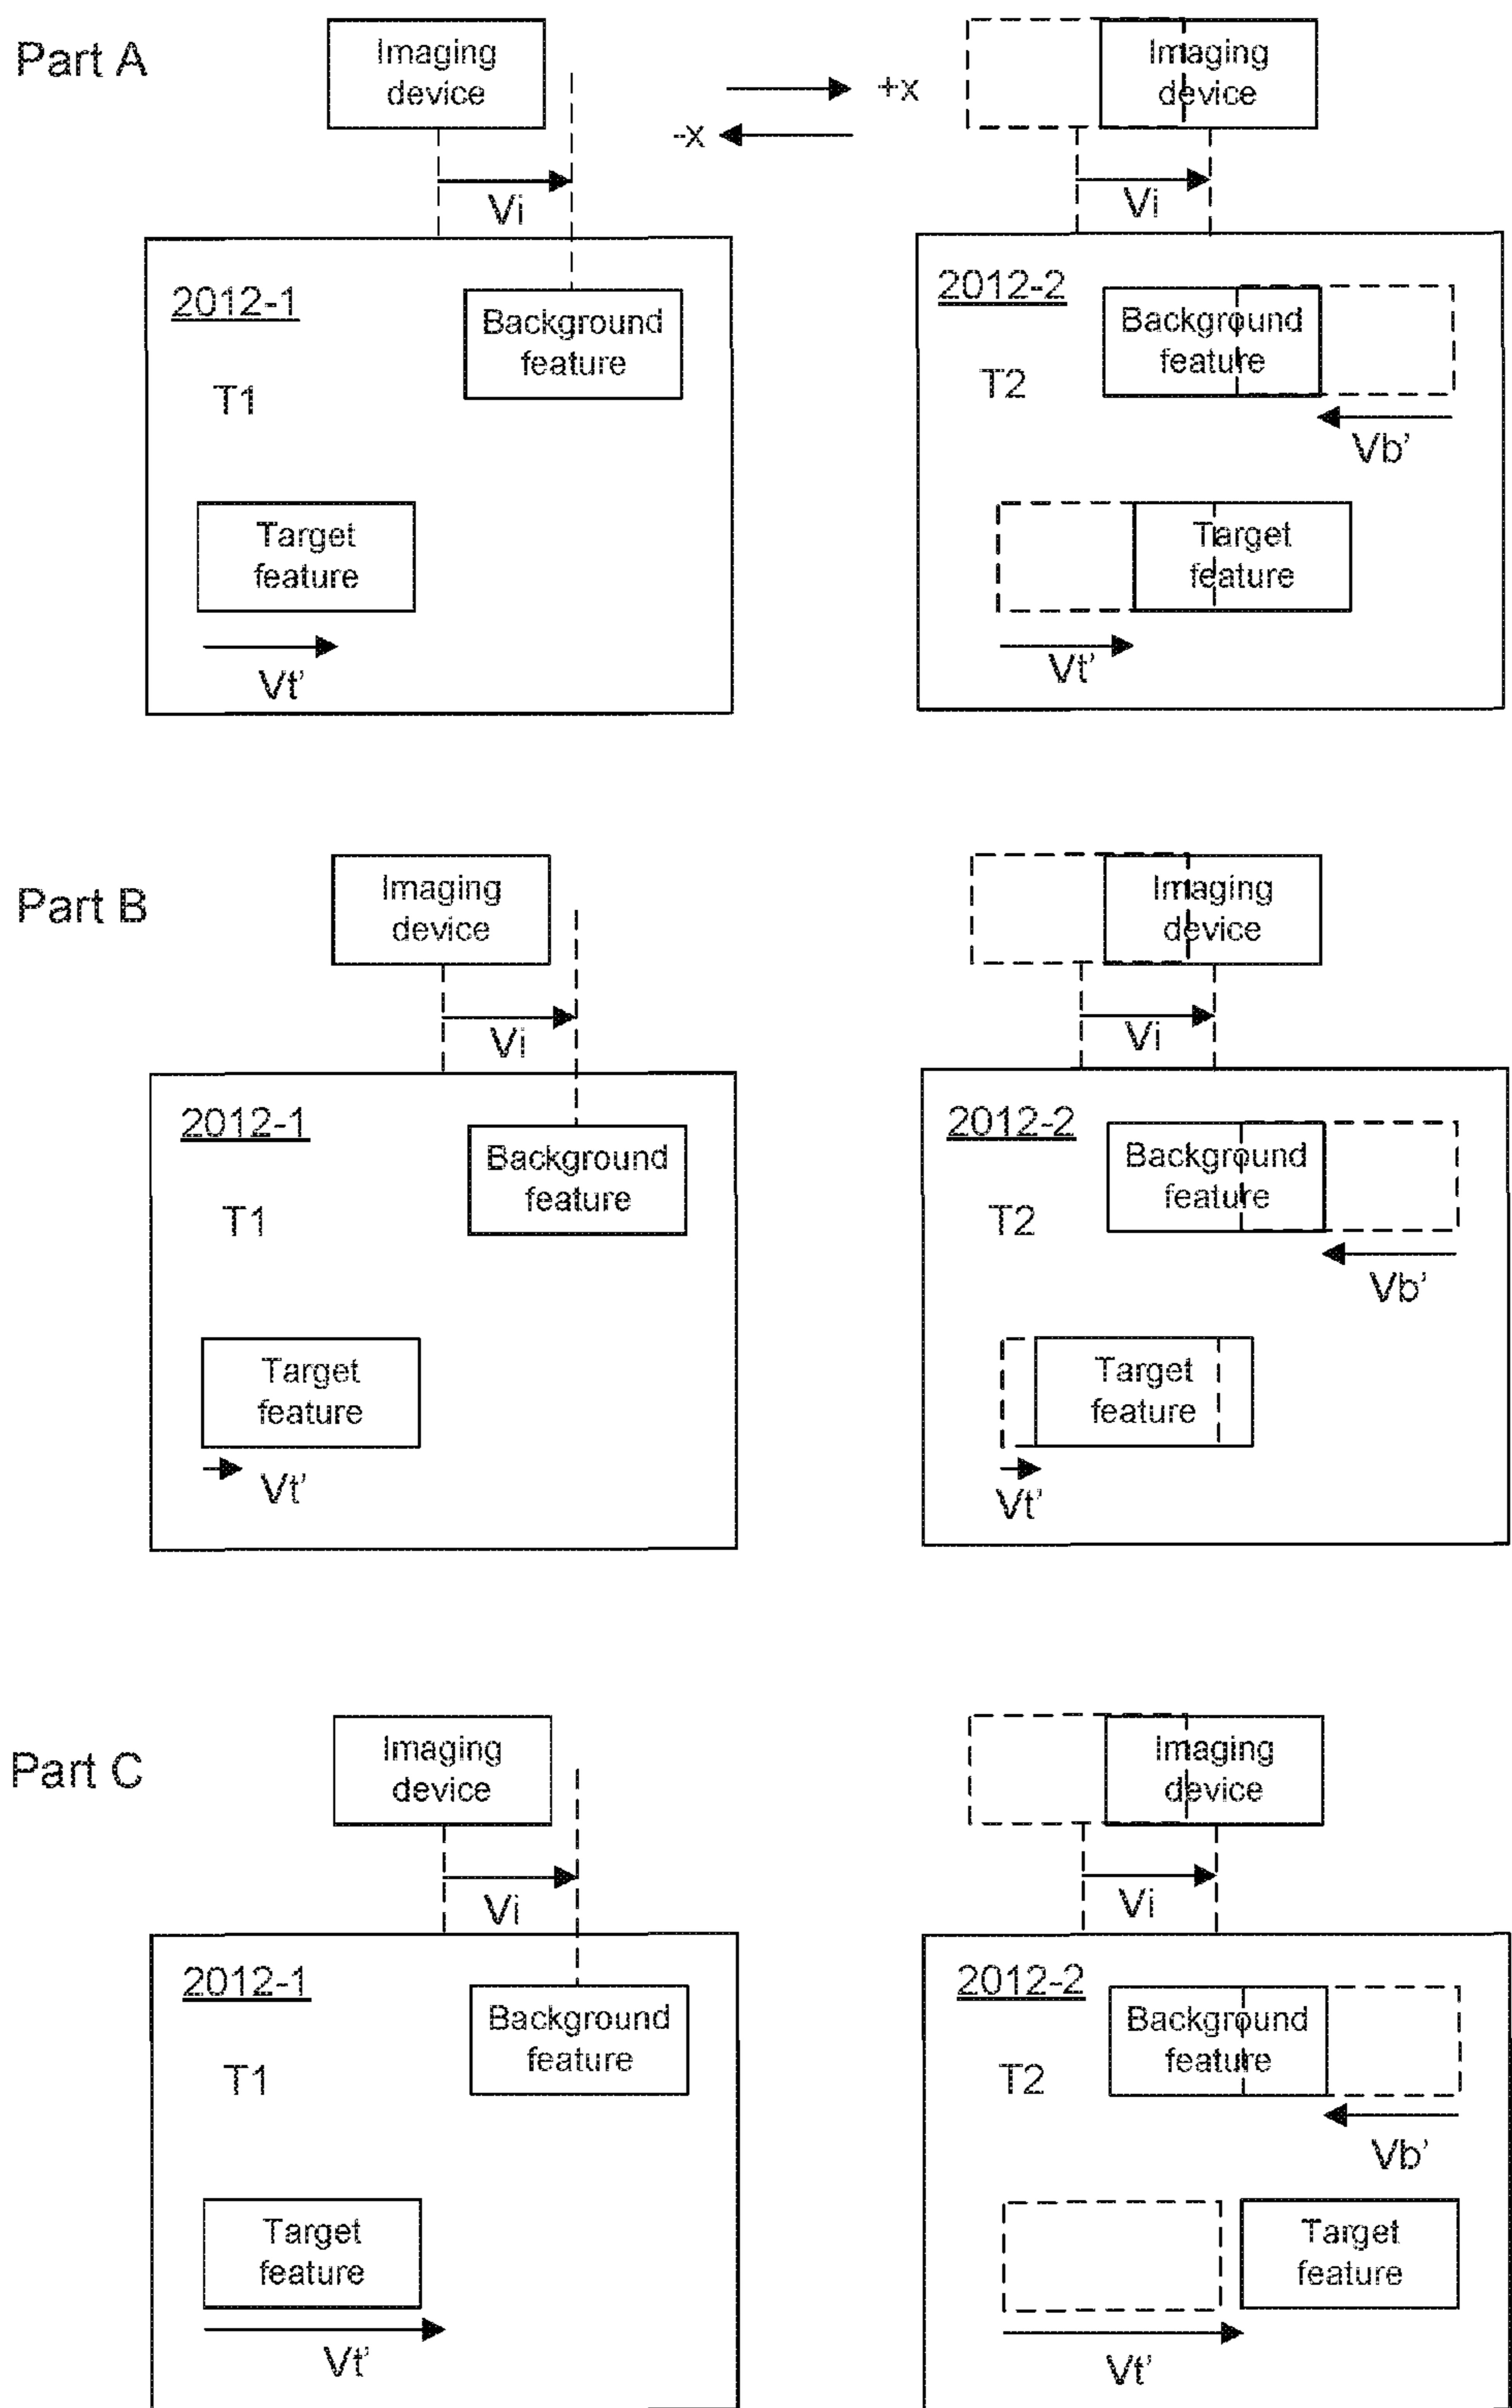 Part A
Imaging
device
+x
-x
Imaging
device
Vi
Vi
2012-1
Background
feature
T1
2012-2
Background
feature
T2
Vb'
Target
feature
Vt'
Target
feature
Vt'
Part B
Imaging
device
Imaging
device
Vi
Vi
2012-1
Background
feature
T1
2012-2
Background
feature
T2
Vb'
Target
feature
Vt'
Target
feature
Vt'
Part C
Imaging
device
Imaging
device
Vi
Vi
2012-1
Background
feature
T1
2012-2
Background
feature
T2
Vb'
Target
feature
Vt'
Target
feature
Vt'